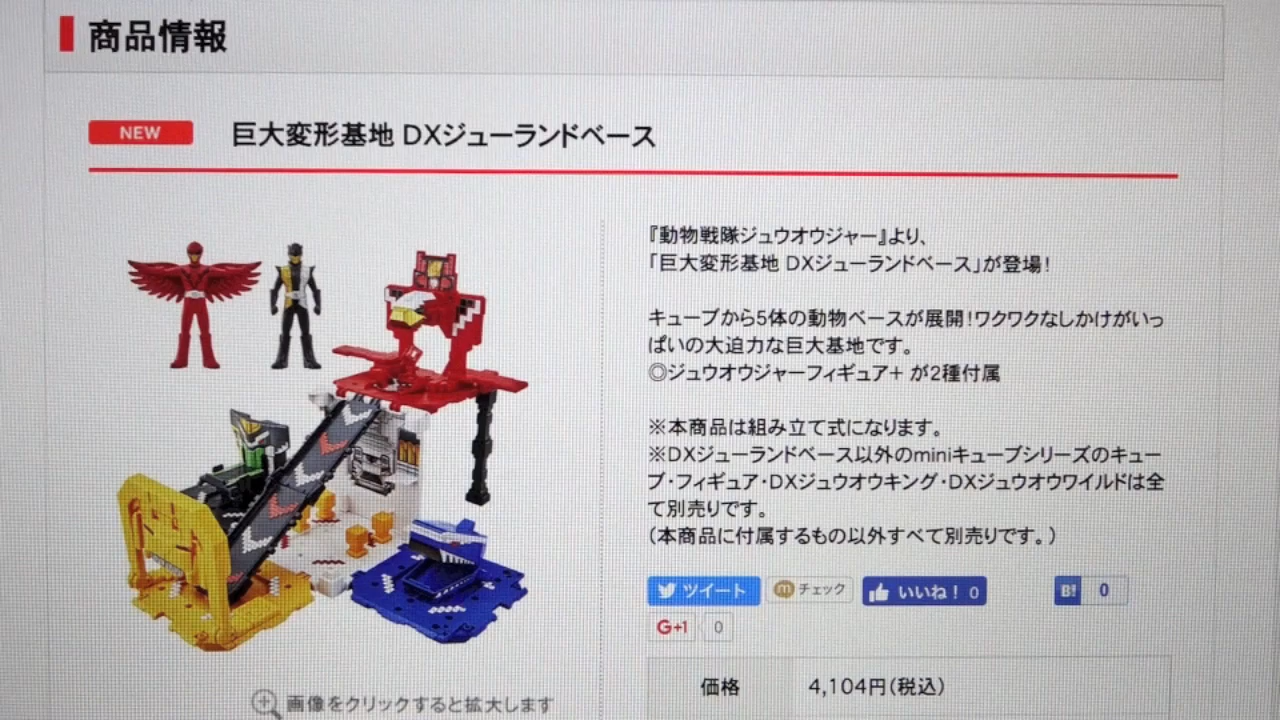 商品情報
NEW
巨大変形基地 DXジューランドベース
『動物戦隊ジュウオウジャー』より、
「巨大変形基地 DXジューランドベース」が登場!
キューブから5体の動物ベースが展開!ワクワクなしかけがいっ
ぱいの大迫力な巨大基地です。
◎ジュウオウジャーフィギュア+ が2種付属
※本商品は組み立て式になります。
※DXジューランドベース以外のminiキューブシリーズのキュー
ブ・フィギュア・DXジュウオウキング・DXジュウオウワイルドは全
て別売りです。
(本商品に付属するもの以外すべて別売りです。)
ツイート
m チェック
いいね! 0
B! 0
G+1 0
価格 4,104円(税込)
画像をクリックすると拡大します